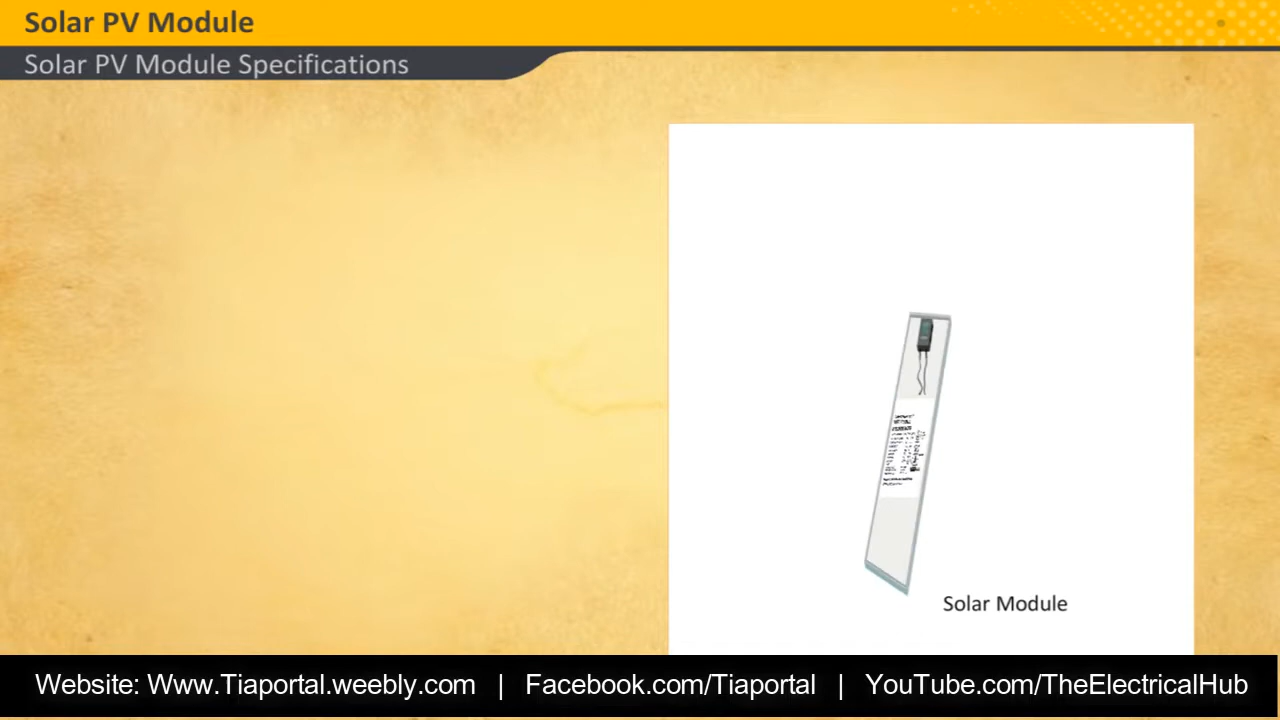 Solar PV Module
Solar PV Module Specifications
Solar Module
Website: Www.Tiaportal.weebly.com | Facebook.com/Tiaportal | YouTube.com/TheElectricalHub